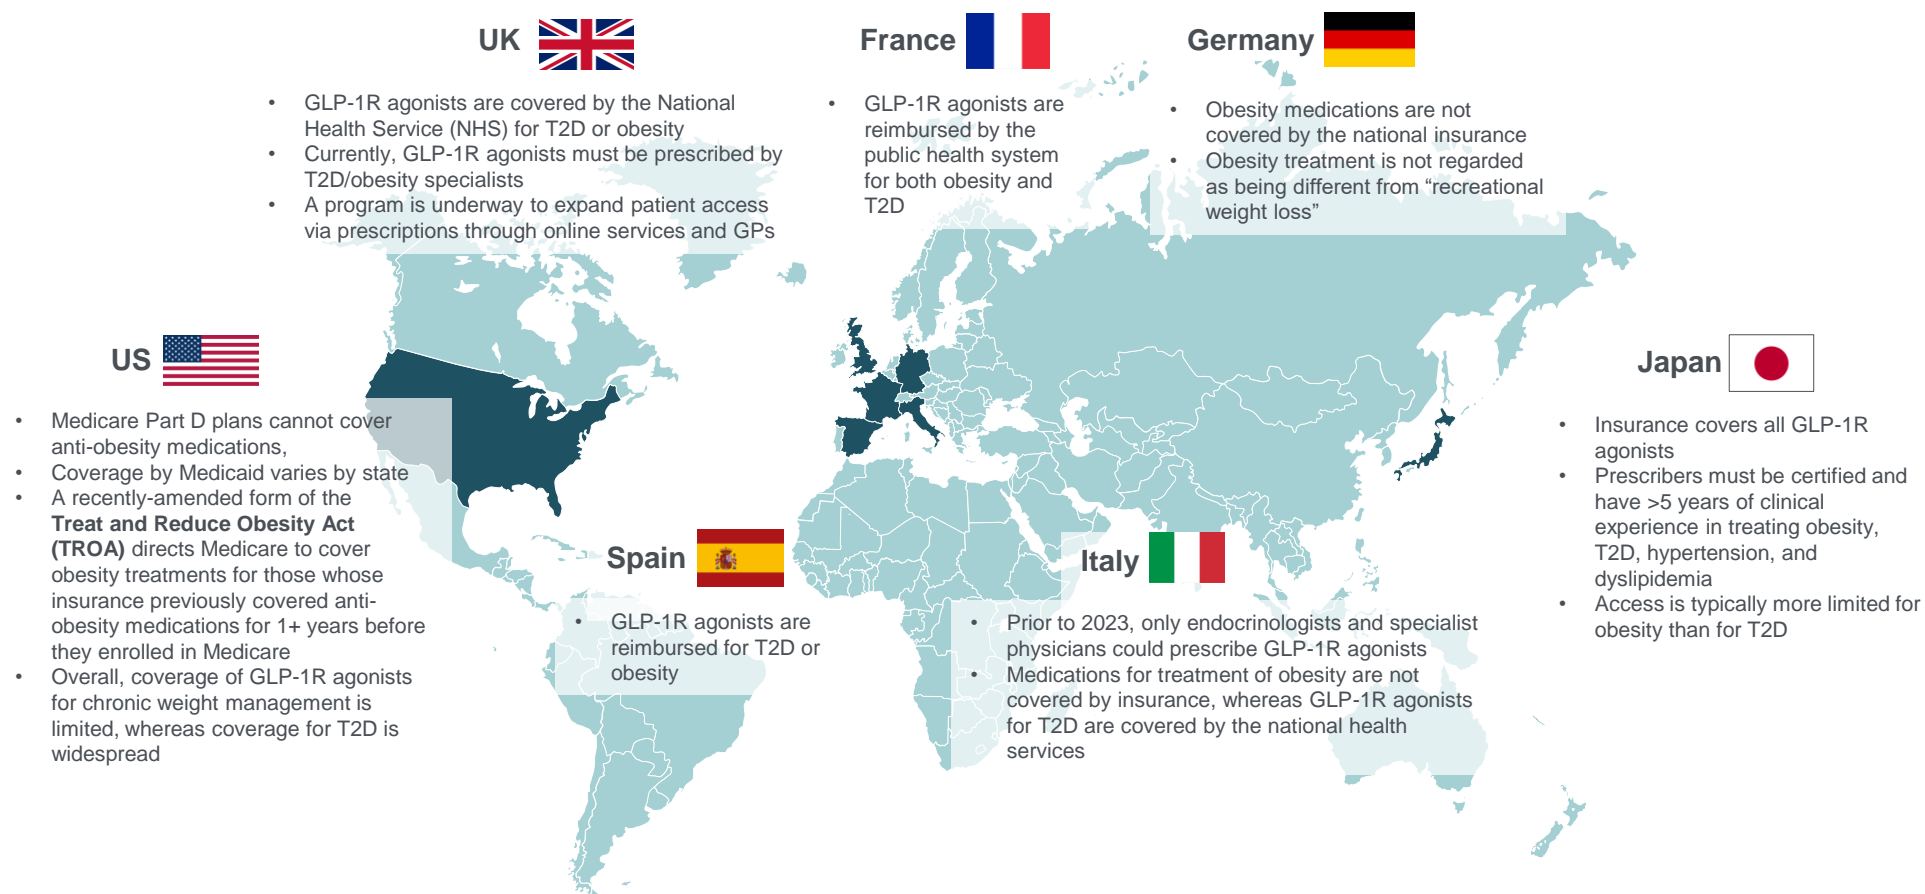 UK
• GLP-1R agonists are covered by the National
Health Service (NHS) for T2D or obesity
• Currently, GLP-1R agonists must be prescribed by
T2D/obesity specialists
• A program is underway to expand patient access
via prescriptions through online services and GPs
France
• GLP-1R agonists are
reimbursed by the
public health system
for both obesity and
T2D
Germany
• Obesity medications are not
covered by the national insurance
• Obesity treatment is not regarded
as being different from “recreational
weight loss”
US
• Medicare Part D plans cannot cover
anti-obesity medications,
• Coverage by Medicaid varies by state
• A recently-amended form of the
Treat and Reduce Obesity Act
(TROA) directs Medicare to cover
obesity treatments for those whose
insurance previously covered anti-
obesity medications for 1+ years before
they enrolled in Medicare
• Overall, coverage of GLP-1R agonists
for chronic weight management is
limited, whereas coverage for T2D is
widespread
Spain
• GLP-1R agonists are
reimbursed for T2D or
obesity
Italy
• Prior to 2023, only endocrinologists and specialist
physicians could prescribe GLP-1R agonists
• Medications for treatment of obesity are not
covered by insurance, whereas GLP-1R agonists
for T2D are covered by the national health
services
Japan
• Insurance covers all GLP-1R
agonists
• Prescribers must be certified and
have >5 years of clinical
experience in treating obesity,
T2D, hypertension, and
dyslipidemia
• Access is typically more limited for
obesity than for T2D